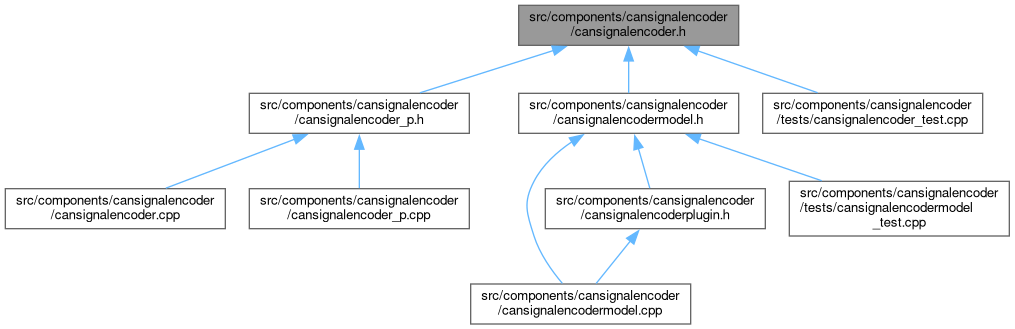 src/components/cansignalencoder
/cansignalencoder.h
src/components/cansignalencoder
/cansignalencoder_p.h
src/components/cansignalencoder
/cansignalencodermodel.h
src/components/cansignalencoder
/tests/cansignalencoder_test.cpp
src/components/cansignalencoder
/cansignalencoder.cpp
src/components/cansignalencoder
/cansignalencoder_p.cpp
src/components/cansignalencoder
/cansignalencoderplugin.h
src/components/cansignalencoder
/tests/cansignalencodermodel
_test.cpp
src/components/cansignalencoder
/cansignalencodermodel.cpp